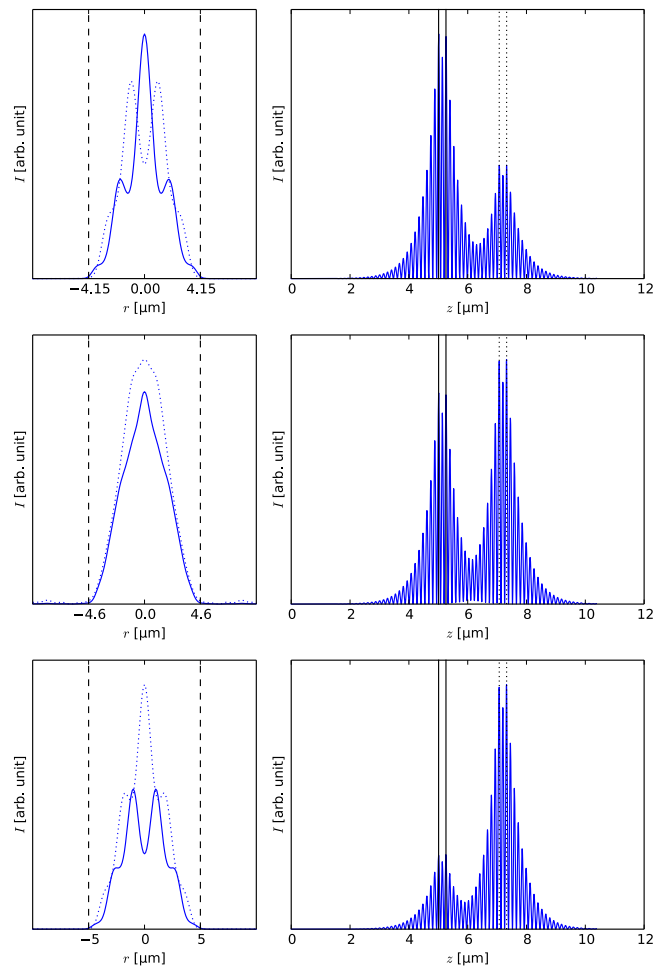 I [arb. unit]
−4.15 0.00 4.15
r [μm]
I [arb. unit]
0 2 4 6 8 10 12
z [μm]
I [arb. unit]
−4.6 0.0 4.6
r [μm]
I [arb. unit]
0 2 4 6 8 10 12
z [μm]
I [arb. unit]
−5 0 5
r [μm]
I [arb. unit]
0 2 4 6 8 10 12
z [μm]